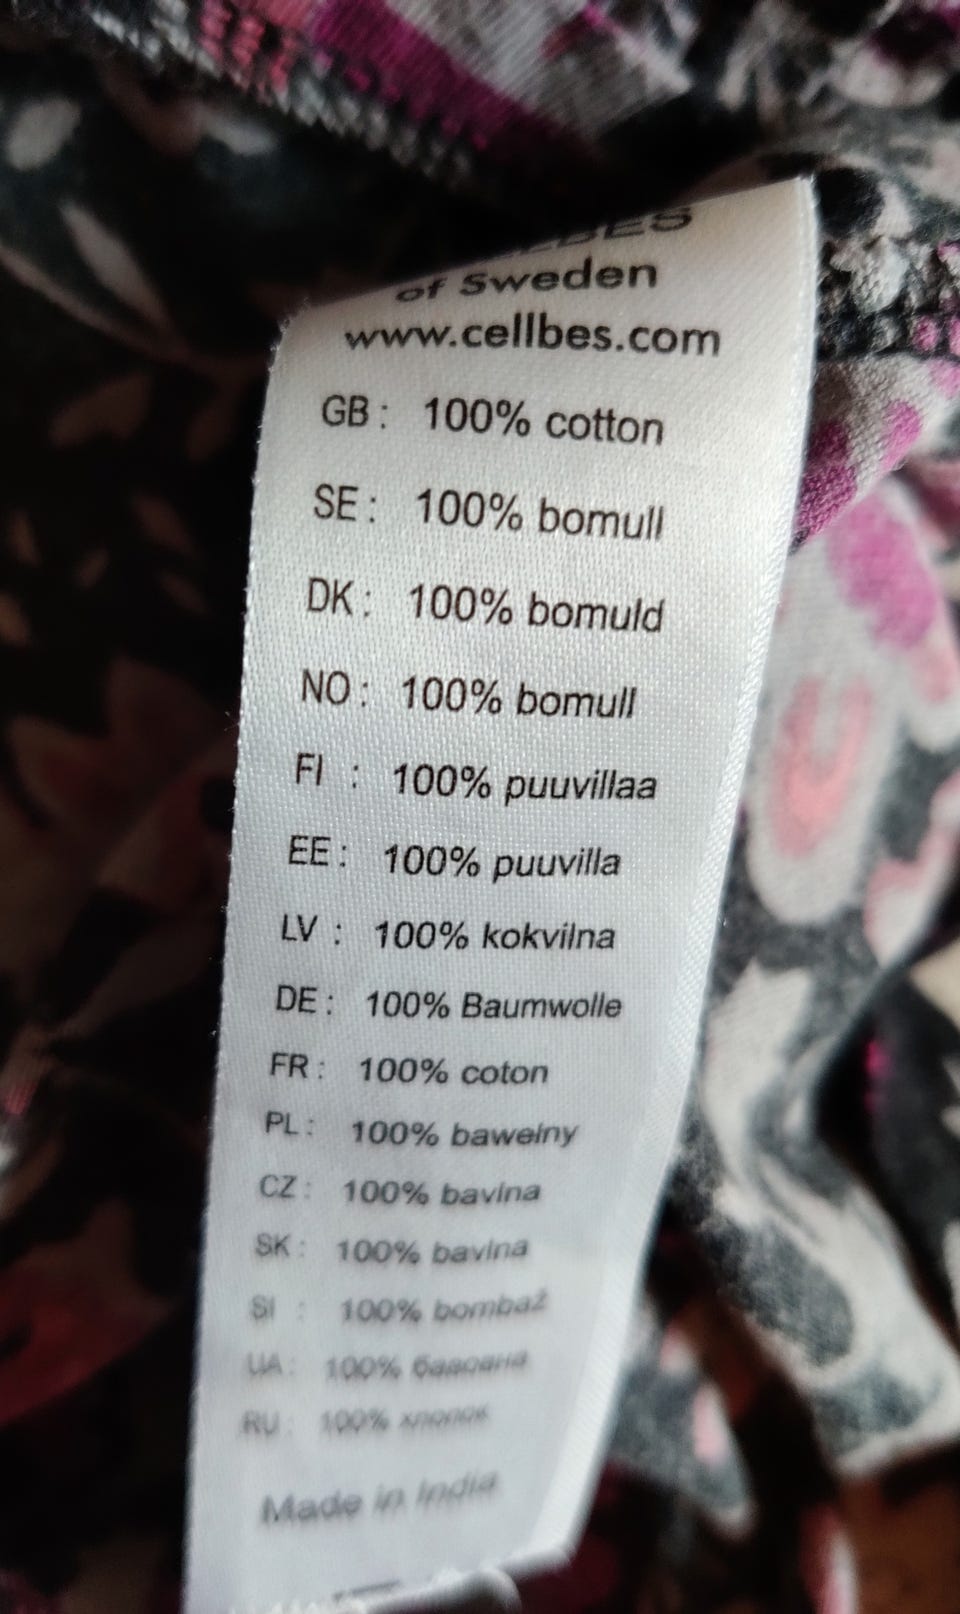 CELLBES
of Sweden
www.cellbes.com
GB : 100% cotton
SE : 100% bomull
DK : 100% bomuld
NO : 100% bomull
FI : 100% puuvillaa
EE : 100% puuvilla
LV : 100% kokvilna
DE : 100% Baumwolle
FR : 100% coton
PL : 100% bawełny
CZ : 100% bavlna
SK : 100% bavlna
SI : 100% bombaž
UA : 100% бавовна
RU : 100% хлопок
Made in India